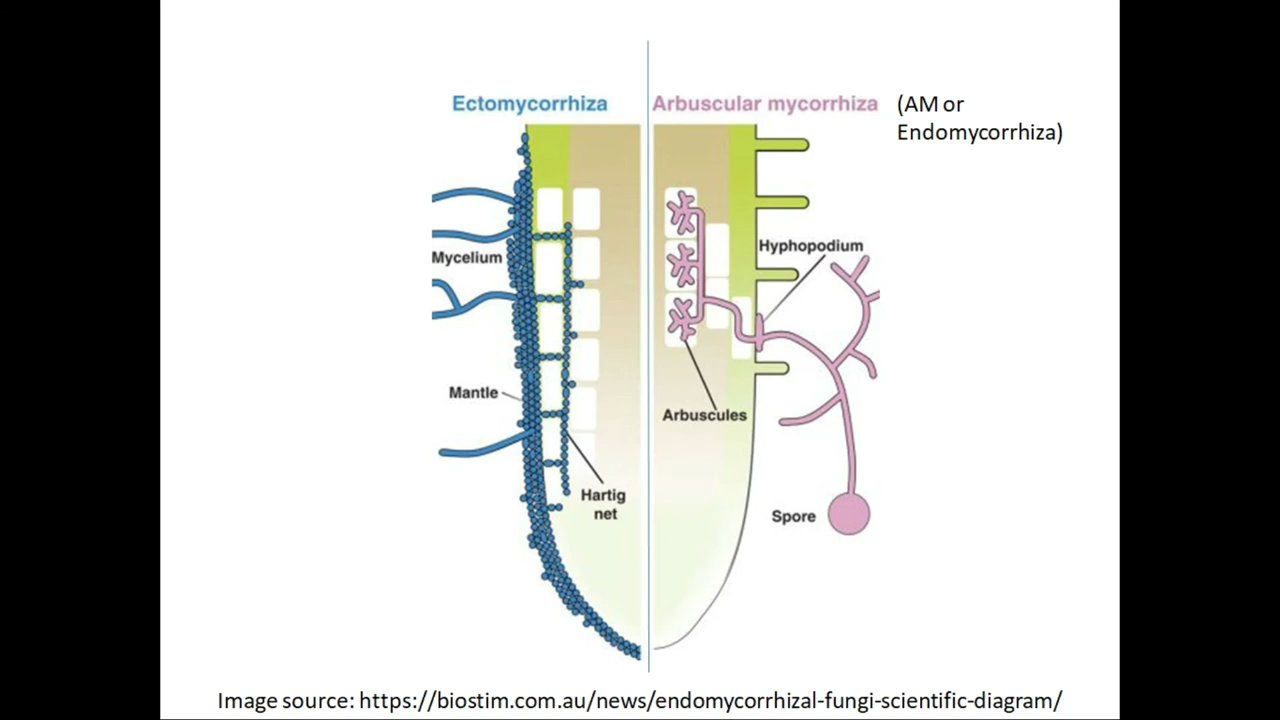 Ectomycorrhiza
Arbuscular mycorrhiza
(AM or
Endomycorrhiza)
Mycelium
Mantle
Hartig
net
Hyphopodium
Arbuscules
Spore
Image source: https://biostim.com.au/news/endomycorrhizal-fungi-scientific-diagram/